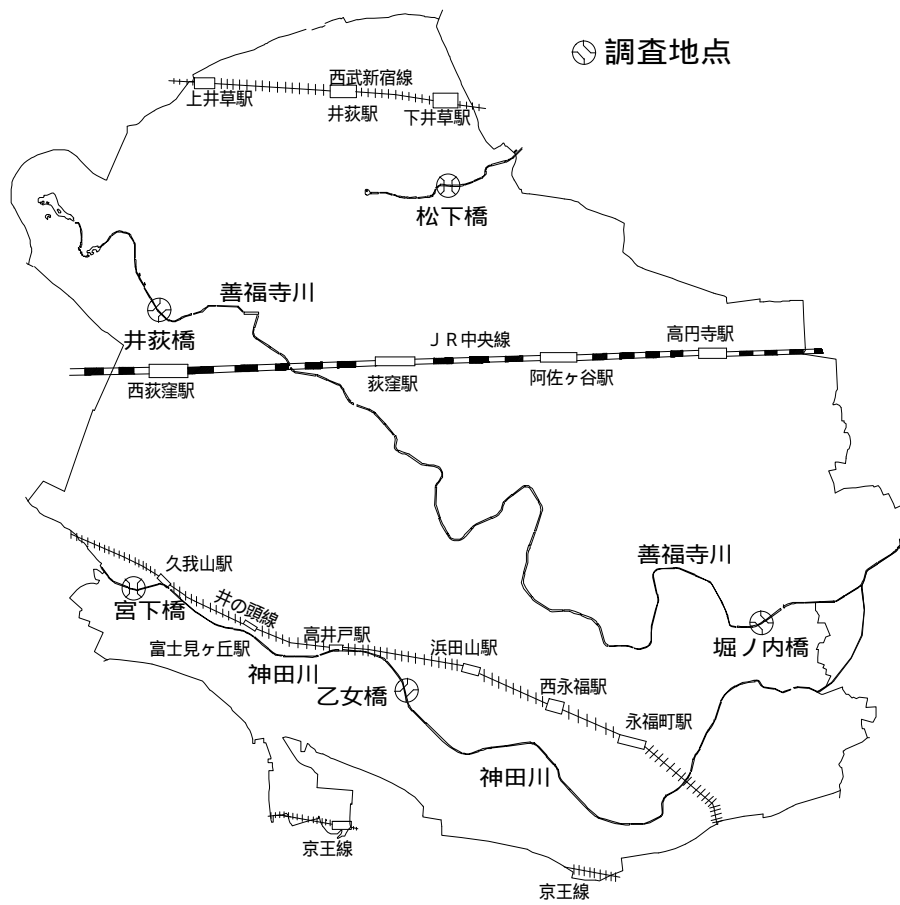 調査地点
西武新宿線
上井草駅
井荻駅
下井草駅
松下橋
善福寺川
井荻橋
ＪＲ中央線
高円寺駅
西荻窪駅
荻窪駅
阿佐ヶ谷駅
久我山駅
善福寺川
宮下橋
井の頭線
高井戸駅
富士見ヶ丘駅
浜田山駅
堀ノ内橋
神田川
乙女橋
西永福駅
永福町駅
神田川
京王線
京王線